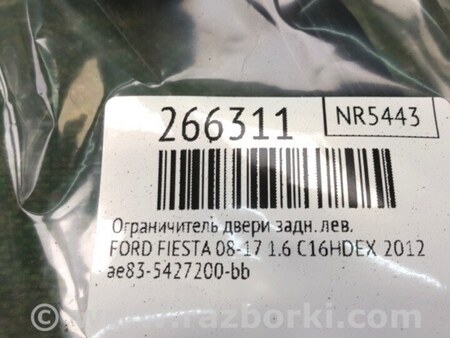 266311
NR5443
Ограничитель двери задн. лев.
FORD FIESTA 08-17 1.6 C16HDEX 2012
ae83-5427200-bb
© www.razborki.com